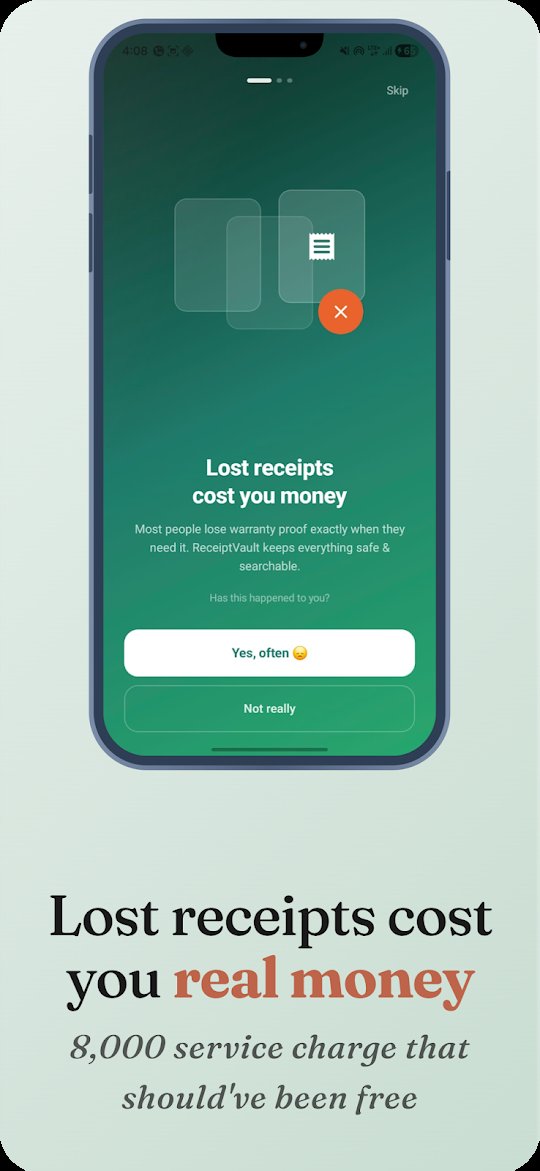 4:08
Skip
Lost receipts
cost you money
Most people lose warranty proof exactly when they
need it. ReceiptVault keeps everything safe &
searchable.
Has this happened to you?
Yes, often 😞
Not really
Lost receipts cost
you real money
8,000 service charge that
should've been free